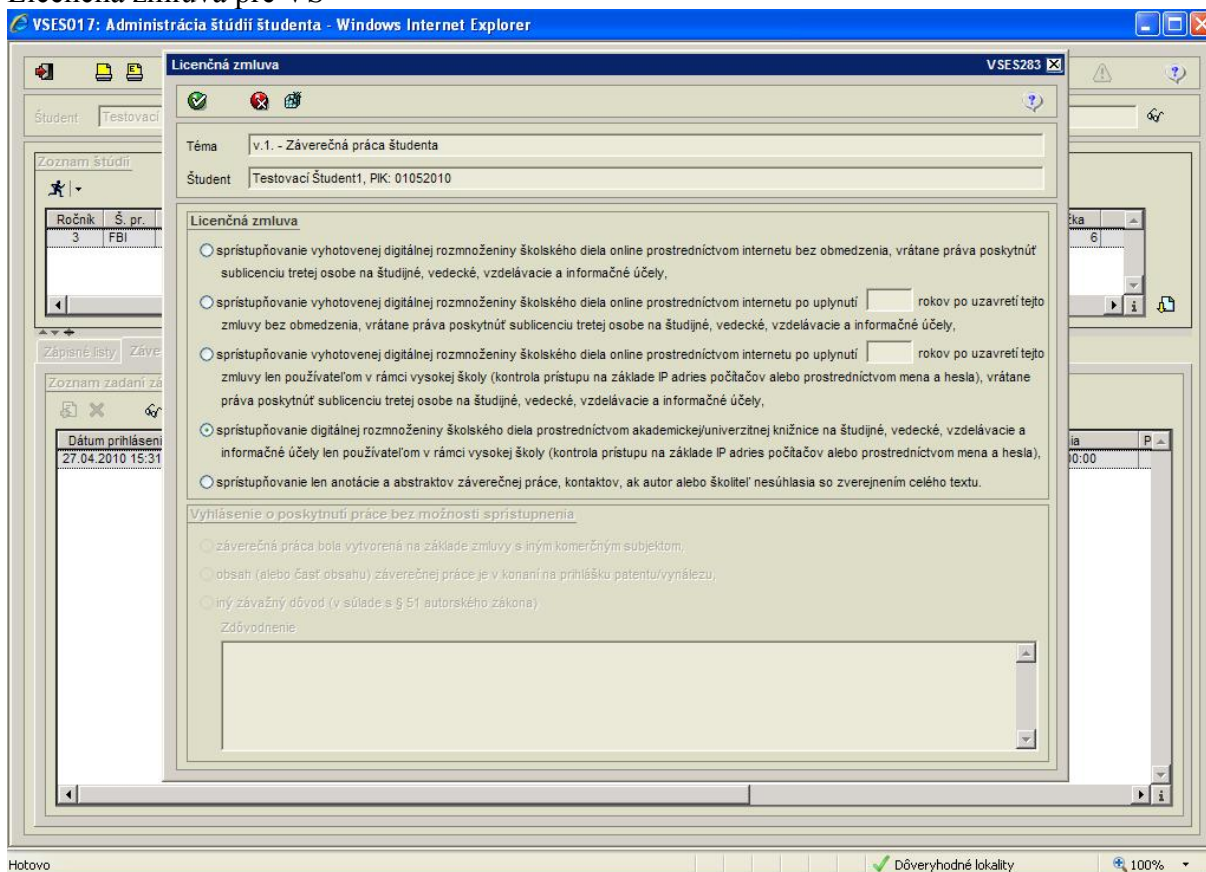 Licenčná zmluva pre VŠ
VSES017: Administrácia štúdií študenta - Windows Internet Explorer
Licenčná zmluva VSES283
Študent Testovací
Téma v.1. - Záverečná práca študenta
Študent Testovací Študent1, PIK: 01052010
Zoznam štúdií
Ročník Š. pr.
3 FBI 6
Licenčná zmluva
sprístupňovanie vyhotovenej digitálnej rozmnoženiny školského diela online prostredníctvom internetu bez obmedzenia, vrátane práva poskytnúť
sublicenciu tretej osobe na študijné, vedecké, vzdelávacie a informačné účely,
sprístupňovanie vyhotovenej digitálnej rozmnoženiny školského diela online prostredníctvom internetu po uplynutí rokov po uzavretí tejto
zmluvy bez obmedzenia, vrátane práva poskytnúť sublicenciu tretej osobe na študijné, vedecké, vzdelávacie a informačné účely,
sprístupňovanie vyhotovenej digitálnej rozmnoženiny školského diela online prostredníctvom internetu po uplynutí rokov po uzavretí tejto
zmluvy len používateľom v rámci vysokej školy (kontrola prístupu na základe IP adries počítačov alebo prostredníctvom mena a hesla), vrátane
práva poskytnúť sublicenciu tretej osobe na študijné, vedecké, vzdelávacie a informačné účely,
sprístupňovanie digitálnej rozmnoženiny školského diela prostredníctvom akademickej/univerzitnej knižnice na študijné, vedecké, vzdelávacie a
informačné účely len používateľom v rámci vysokej školy (kontrola prístupu na základe IP adries počítačov alebo prostredníctvom mena a hesla),
sprístupňovanie len anotácie a abstraktov záverečnej práce, kontaktov, ak autor alebo školiteľ nesúhlasia so zverejnením celého textu.
Zápisné listy Záve
Zoznam zadaní zá
Dátum prihláseni ia P
27.04.2010 15:31 00:00
Vyhlásenie o poskytnutí práce bez možnosti sprístupnenia
záverečná práca bola vytvorená na základe zmluvy s iným komerčným subjektom,
obsah (alebo časť obsahu) záverečnej práce je v konaní na prihlášku patentu/vynálezu,
iný závažný dôvod (v súlade s § 51 autorského zákona)
Zdôvodnenie
Hotovo Dôveryhodné lokality 100%